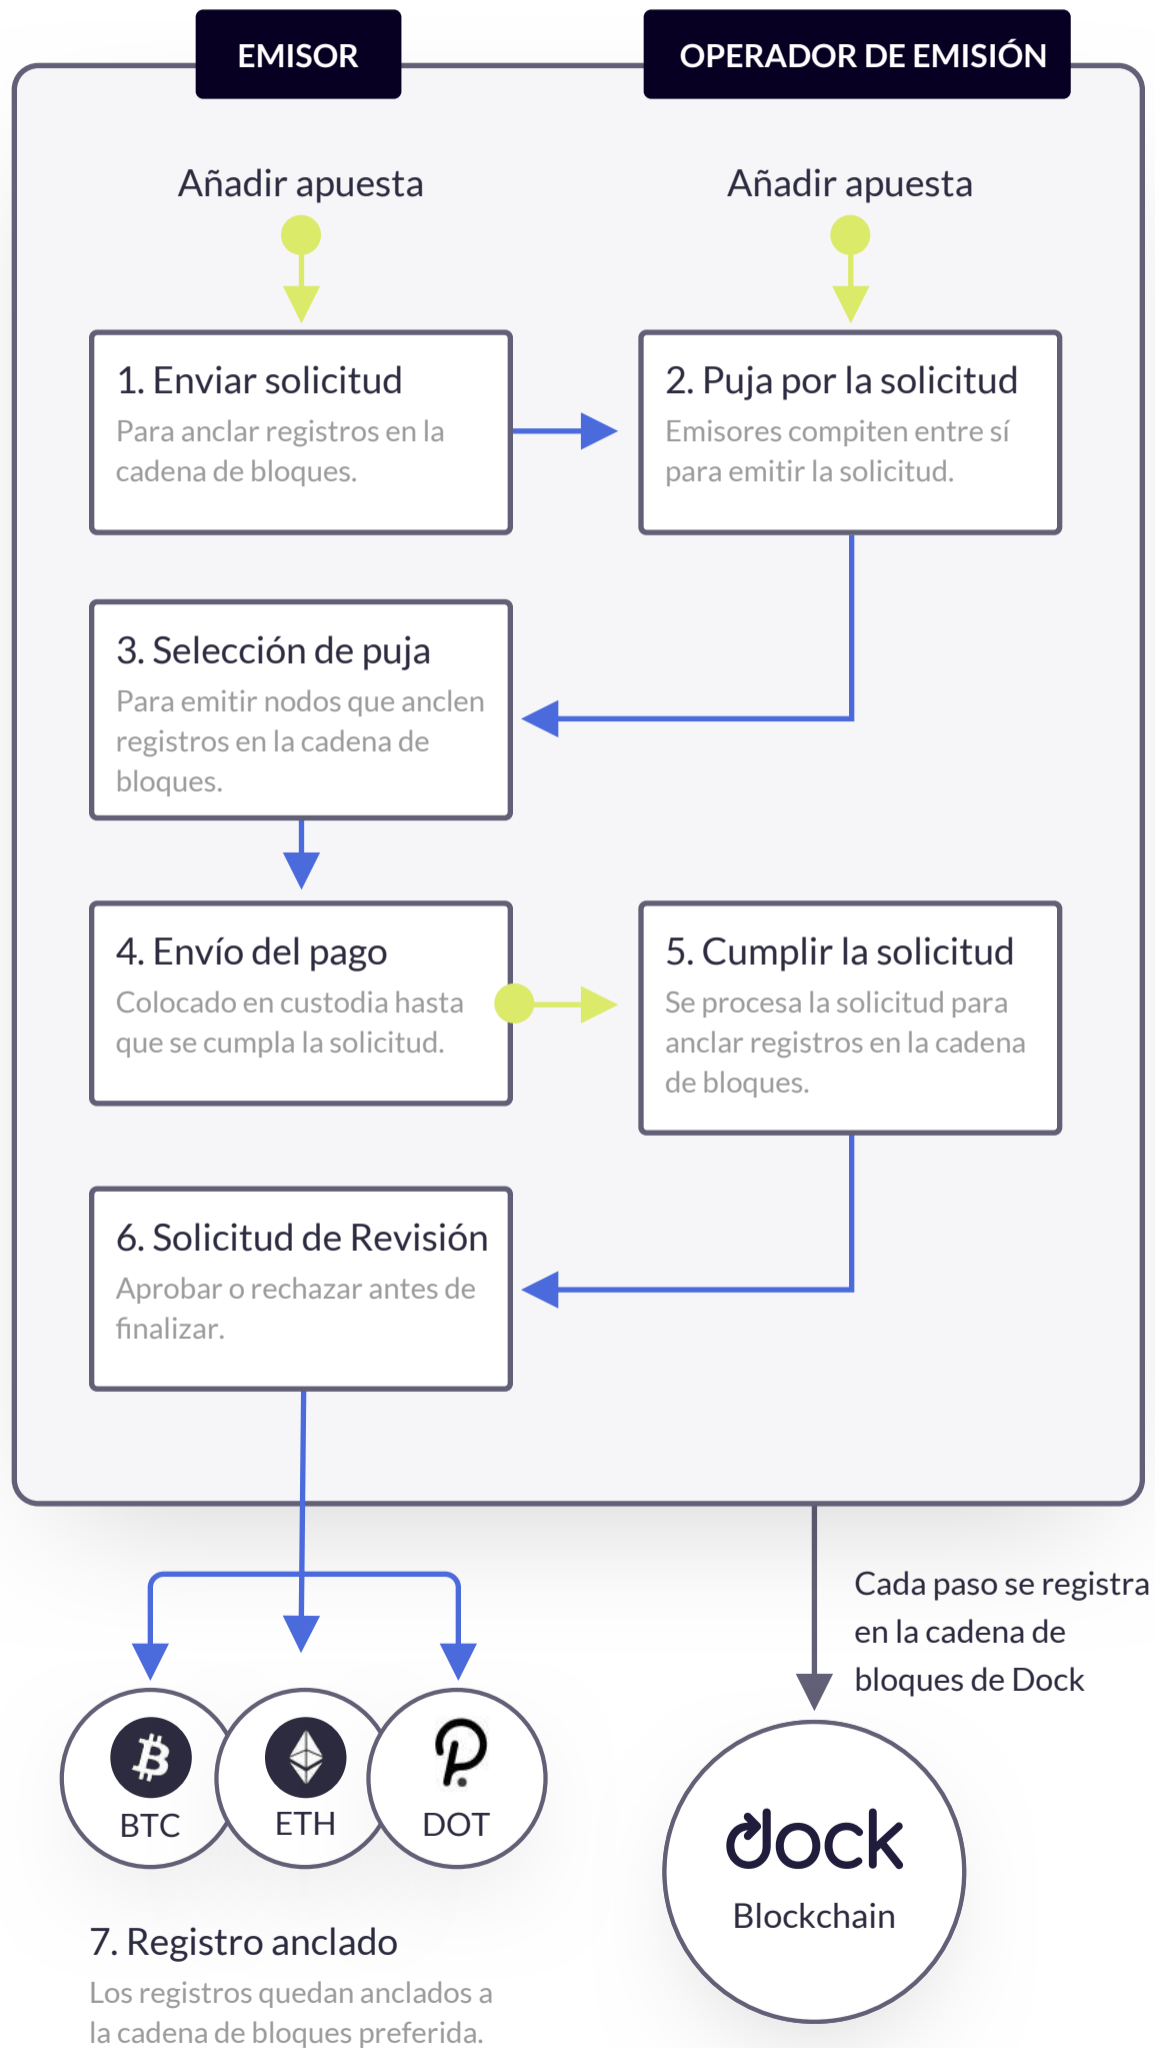 EMISOR
OPERADOR DE EMISIÓN
Añadir apuesta
Añadir apuesta
1. Enviar solicitud
Para anclar registros en la
cadena de bloques.
2. Puja por la solicitud
Emisores compiten entre sí
para emitir la solicitud.
3. Selección de puja
Para emitir nodos que anclen
registros en la cadena de
bloques.
4. Envío del pago
Colocado en custodia hasta
que se cumpla la solicitud.
5. Cumplir la solicitud
Se procesa la solicitud para
anclar registros en la cadena
de bloques.
6. Solicitud de Revisión
Aprobar o rechazar antes de
finalizar.
Cada paso se registra
en la cadena de
bloques de Dock
BTC
ETH
DOT
dock
Blockchain
7. Registro anclado
Los registros quedan anclados a
la cadena de bloques preferida.